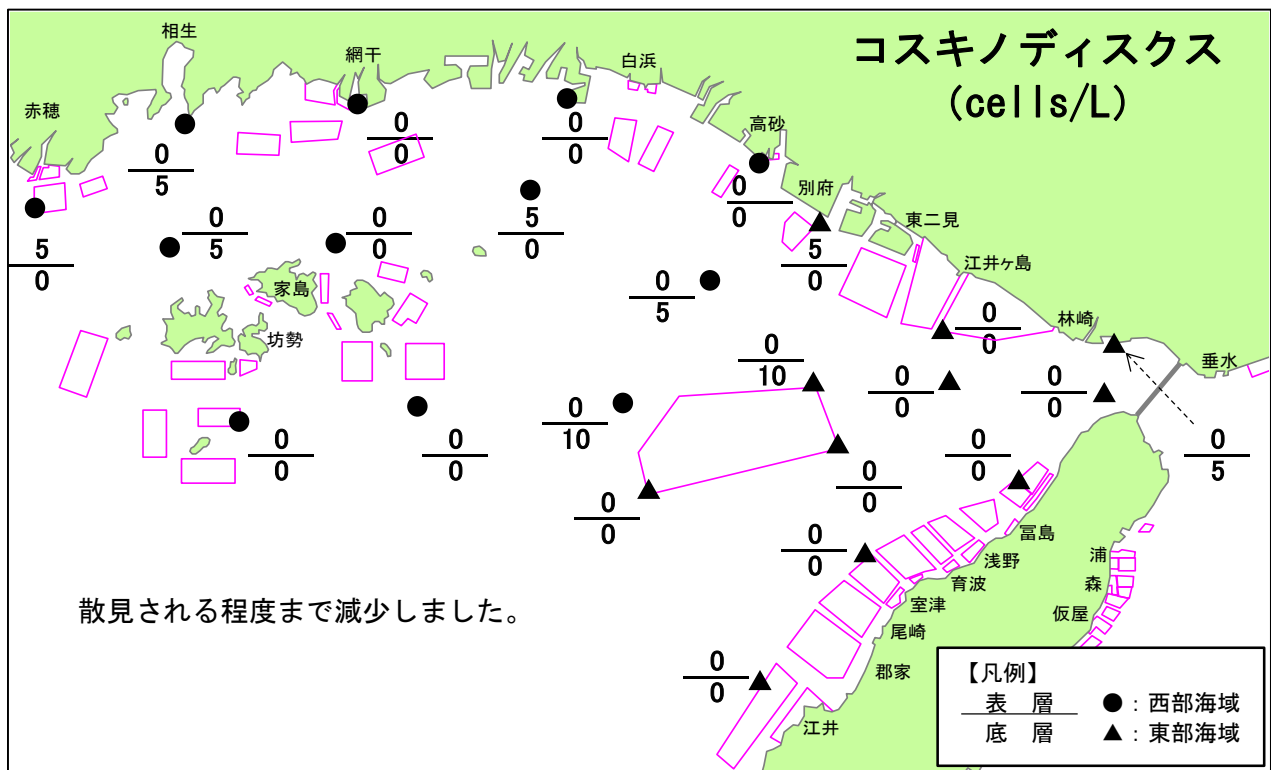 コスキノディスクス
(cells/L)
相生
網干
白浜
赤穂
高砂
別府
東二見
江井ヶ島
林崎
垂水
家島
坊勢
0
5
0
0
0
0
0
0
5
0
0
5
0
0
5
0
5
0
0
5
0
0
0
10
0
0
0
0
0
5
0
10
0
0
0
0
0
0
0
0
0
0
0
0
0
0
冨島
浅野
育波
室津
尾崎
郡家
江井
浦
森
仮屋
散見される程度まで減少しました。
【凡例】
表 層
底 層
●：西部海域
▲：東部海域